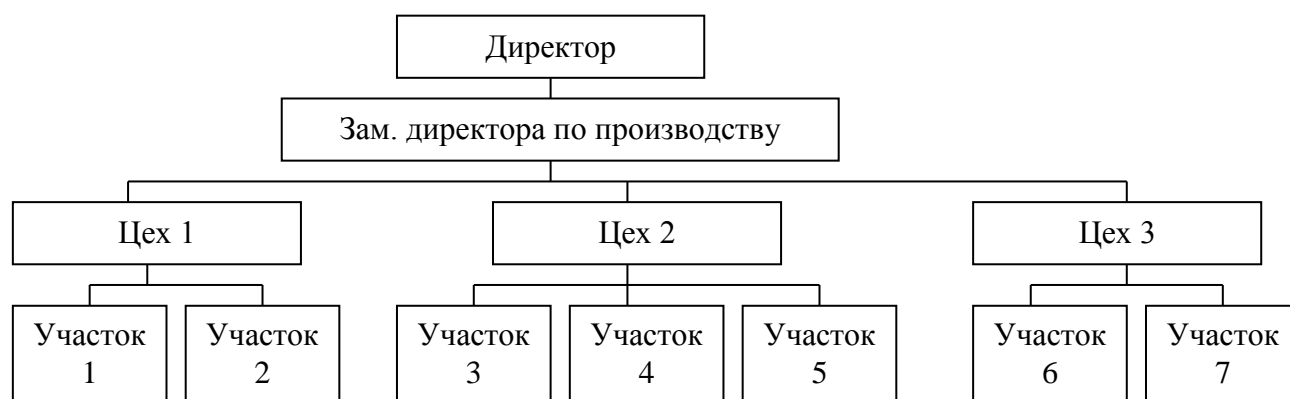 Директор
Зам. директора по производству
Цех 1
Цех 2
Цех 3
Участок
1
Участок
2
Участок
3
Участок
4
Участок
5
Участок
6
Участок
7